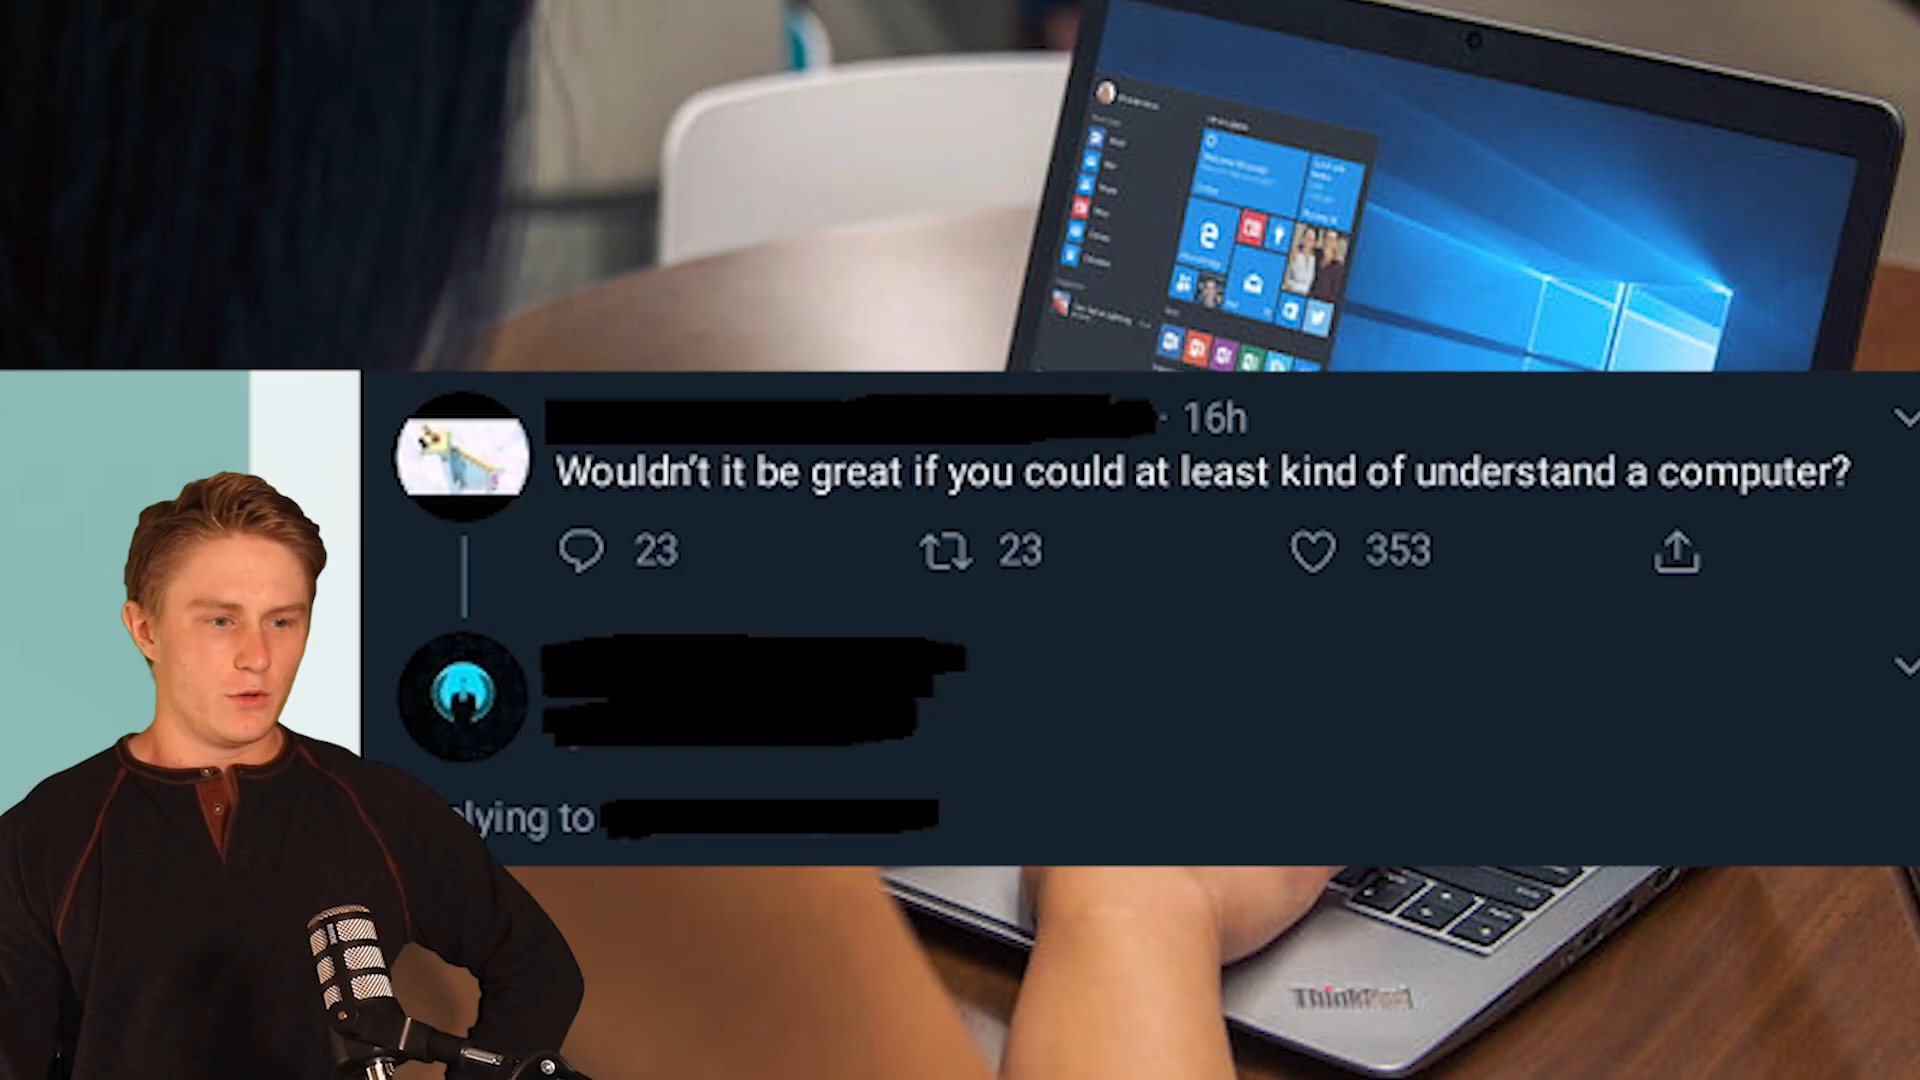 16h
Wouldn't it be great if you could at least kind of understand a computer?
23 23 353
lying to
ThinkPad